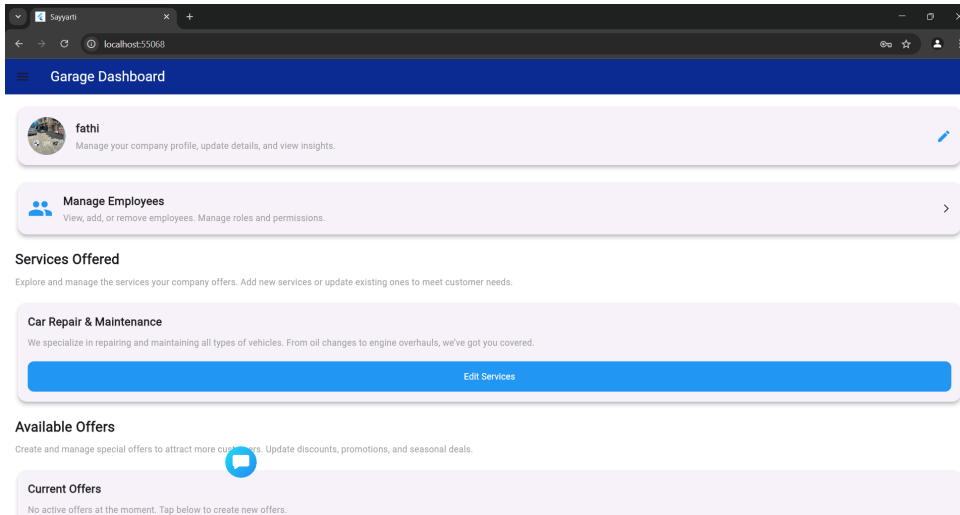 Sayyarti
localhost:55068
Garage Dashboard
fathi
Manage your company profile, update details, and view insights.
Manage Employees
View, add, or remove employees. Manage roles and permissions.
Services Offered
Explore and manage the services your company offers. Add new services or update existing ones to meet customer needs.
Car Repair & Maintenance
We specialize in repairing and maintaining all types of vehicles. From oil changes to engine overhauls, we've got you covered.
Edit Services
Available Offers
Create and manage special offers to attract more customers. Update discounts, promotions, and seasonal deals.
Current Offers
No active offers at the moment. Tap below to create new offers.